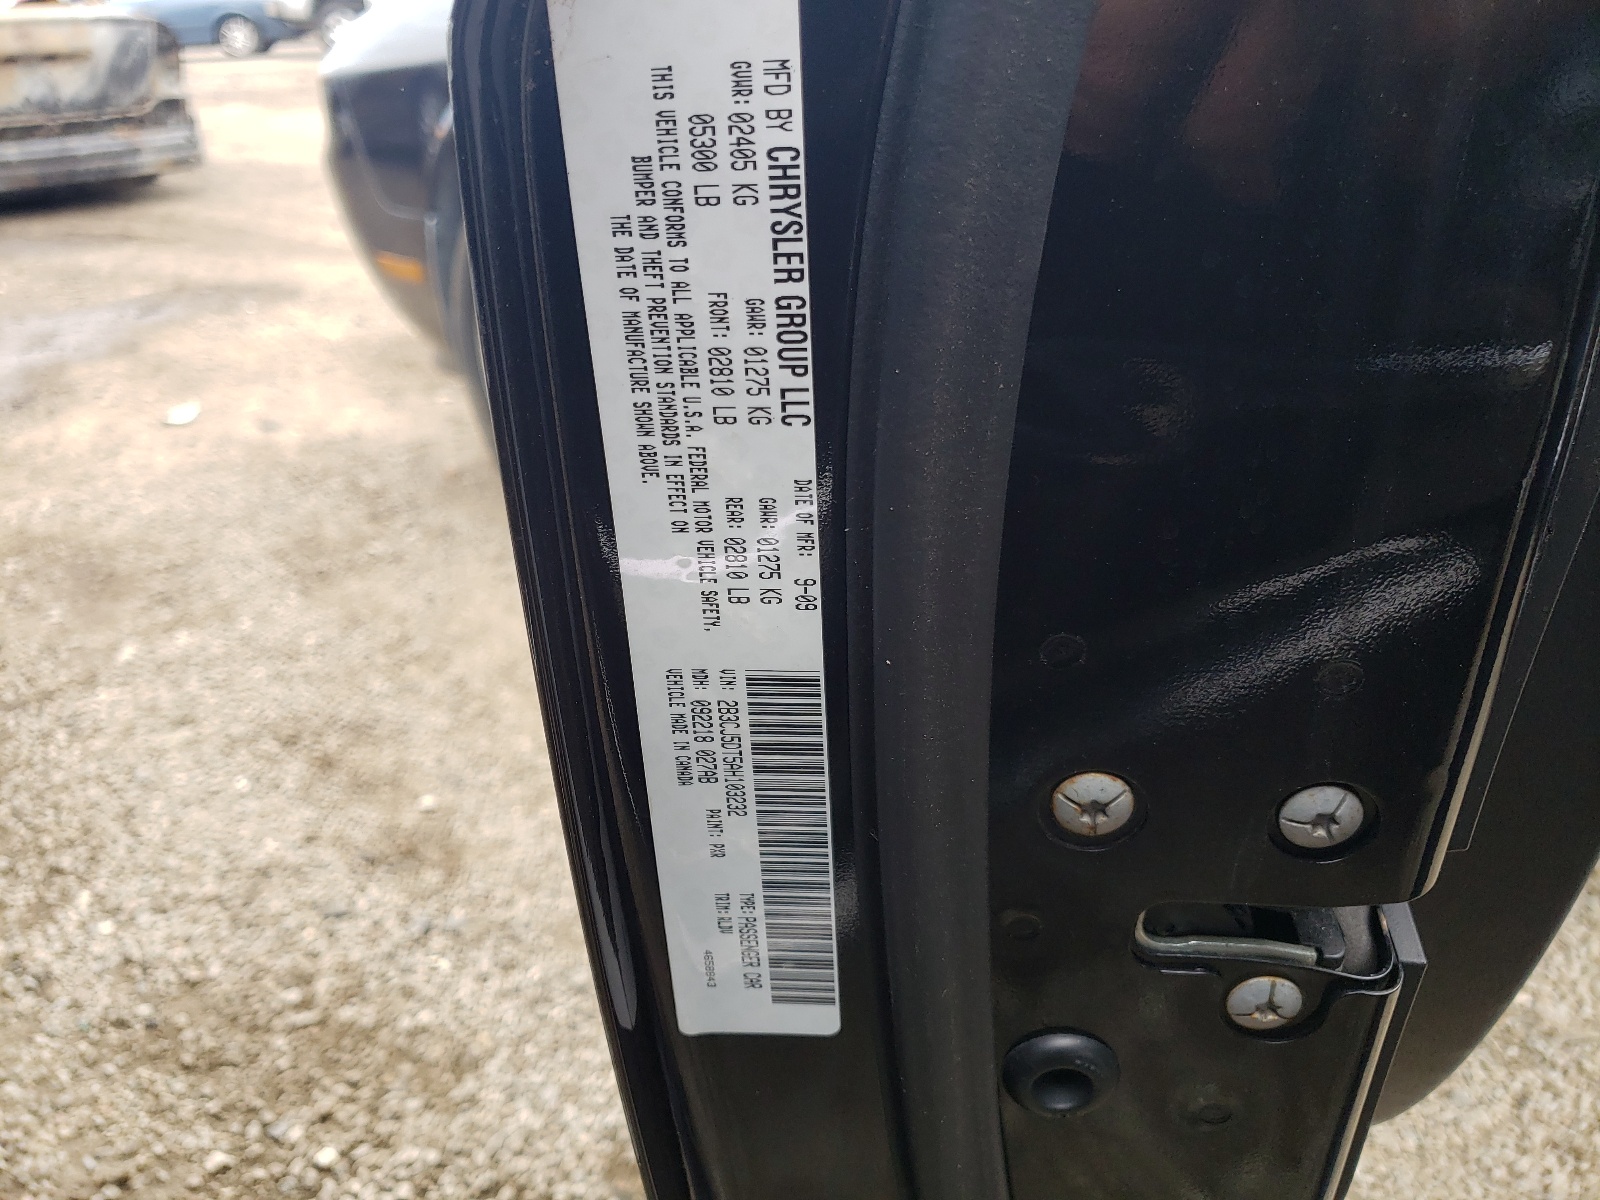 MFD BY CHRYSLER GROUP LLC DATE OF MFR: 9-09
GVWR: 02405 KG GAWR: 01275 KG GAWR: 01275 KG
05300 LB FRONT: 02810 LB REAR: 02810 LB
THIS VEHICLE CONFORMS TO ALL APPLICABLE U.S.A. FEDERAL MOTOR VEHICLE SAFETY,
BUMPER AND THEFT PREVENTION STANDARDS IN EFFECT ON
THE DATE OF MANUFACTURE SHOWN ABOVE.
VIN: 2B3CJ5DT5AH103232 TYPE: PASSENGER CAR
MDH: 092218 027AB PAINT: PXR TRIM: RLDV
VEHICLE MADE IN CANADA 4658843